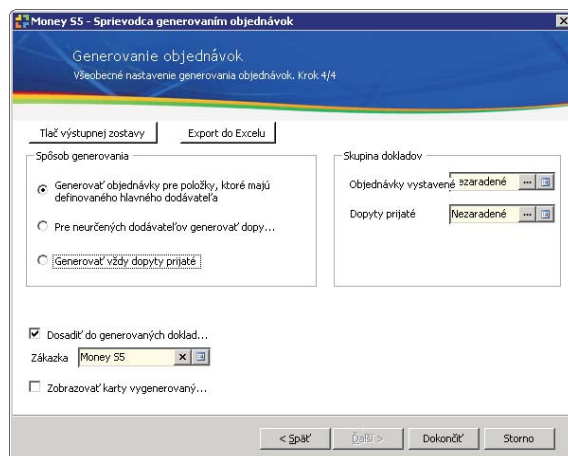 Money S5 - Sprievodca generovaním objednávok
Generovanie objednávok
Všeobecné nastavenie generovania objednávok. Krok 4/4
Tlač výstupnej zostavy
Export do Excelu
Spôsob generovania
Generovať objednávky pre položky, ktoré majú
definovaného hlavného dodávateľa
Pre neurčených dodávateľov generovať dopy...
Generovať vždy dopyty prijaté
Skupina dokladov
Objednávky vystavené ezaradené ...
Dopyty prijaté Nezaradené ...
Dosadiť do generovaných doklad...
Zákazka Money S5
Zobrazovať karty vygenerovaný...
< Späť
Ďalší >
Dokončiť
Storno